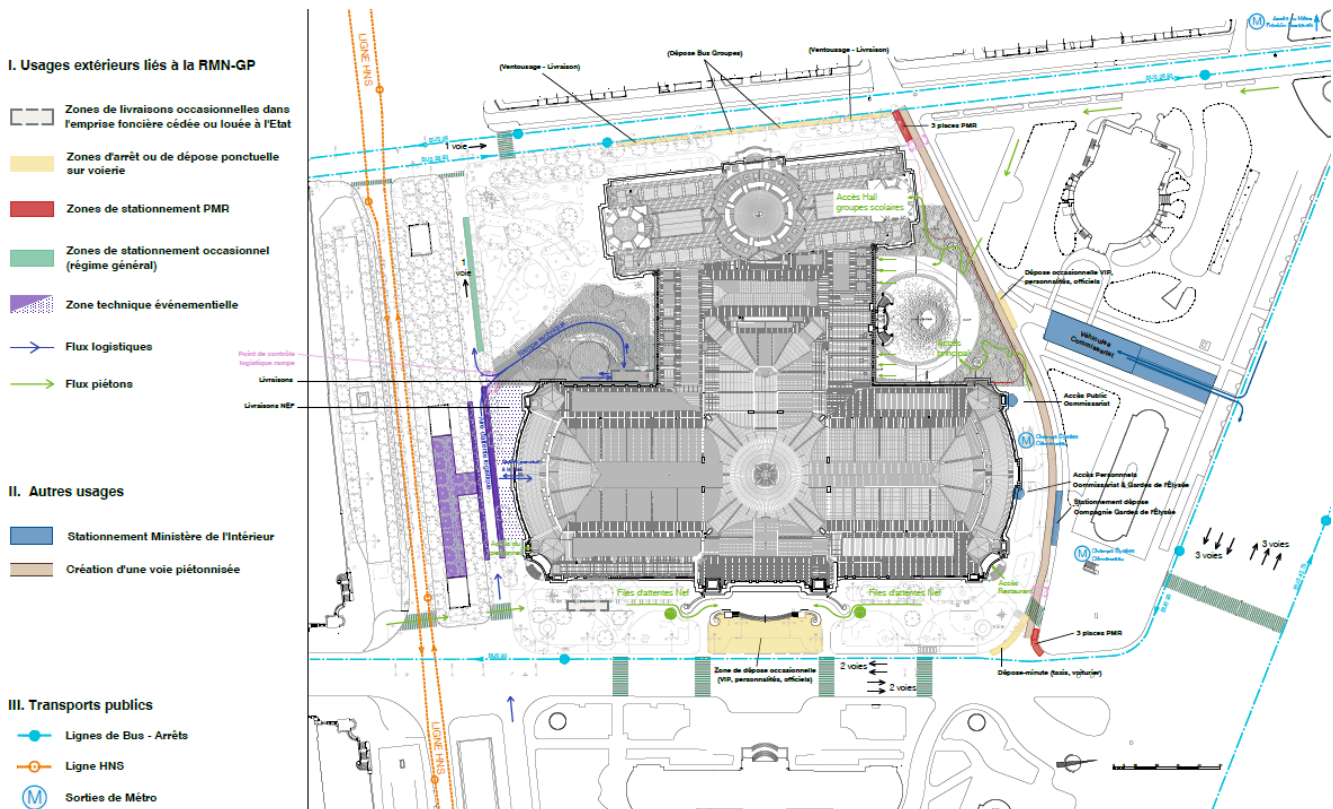 I. Usages extérieurs liés à la RMN-GP
Zones de livraisons occasionnelles dans
l'emprise foncière cédée ou louée à l'Etat
Zones d'arrêt ou de dépose ponctuelle
sur voierie
Zones de stationnement PMR
Zones de stationnement occasionnel
(régime général)
Zone technique événementielle
Flux logistiques
Flux piétons
II. Autres usages
Stationnement Ministère de l'Intérieur
Création d'une voie piétonnisée
III. Transports publics
Lignes de Bus - Arrêts
Ligne HNS
M Sorties de Métro
LIGNE HNS
(Ventousage - Livraison)
(Dépose Bus Groupes)
(Ventousage - Livraison)
M
3 places PMR
1 voie
Accès Hall
groupes scolaires
1
voie
Dépose occasionnelle VIP,
personnalités, officiels
Véhicules
Commissariat
Point de contrôle
logistique rampe
Accès
principal
Livraisons
Livraisons NEF
Accès Public
Commissariat
M
Accès Personnels
Commissariat & Gardes de l'Élysée
Stationnement dépose
Compagnie Gardes de l'Élysée
M
3 voies
3 voies
Accès
Restaurant
Files d'attentes Nef
Files d'attentes Nef
3 places PMR
Zone de dépose occasionnelle
(VIP, personnalités, officiels)
2 voies
2 voies
Dépose-minute (taxis, voiturier)
LIGNE HNS